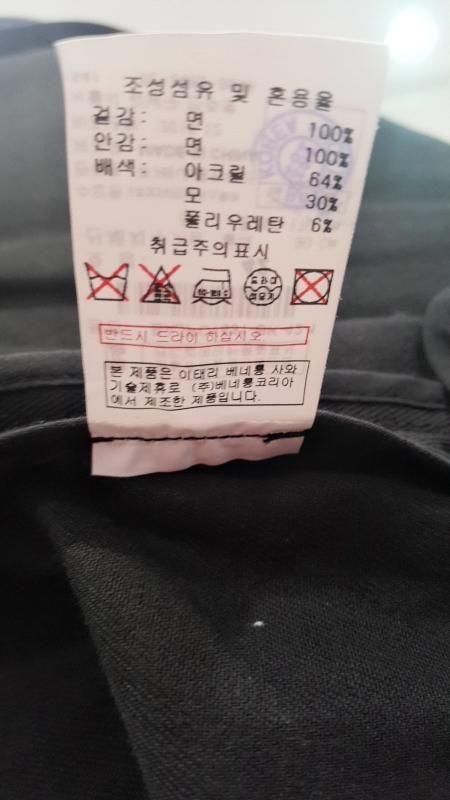 조성섬유 및 혼용율
겉감: 면 100%
안감: 면 100%
배색: 아크릴 64%
모 30%
폴리우레탄 6%
취급주의표시
드라이
반드시 드라이 하십시오
본 제품은 이태리 베네통 사와
기술제휴로 (주)베네통코리아
에서 제조한 제품입니다.